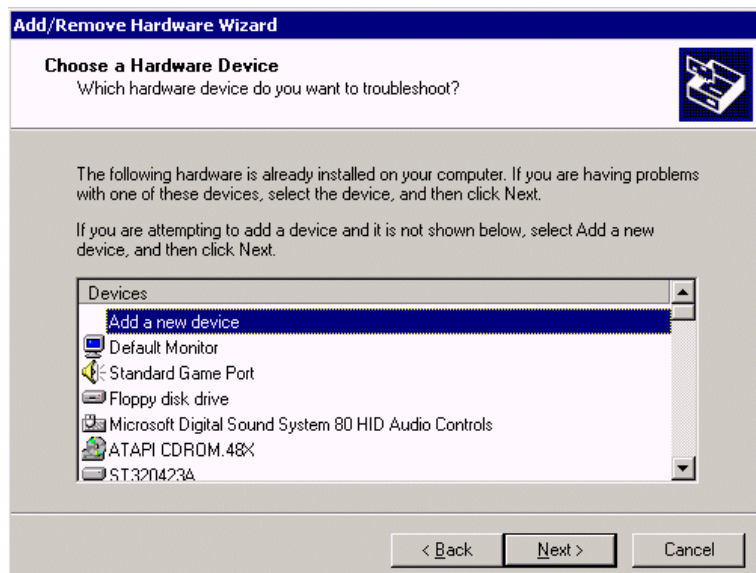 Add/Remove Hardware Wizard
Choose a Hardware Device
Which hardware device do you want to troubleshoot?
The following hardware is already installed on your computer. If you are having problems
with one of these devices, select the device, and then click Next.
If you are attempting to add a device and it is not shown below, select Add a new
device, and then click Next.
Devices
Add a new device
Default Monitor
Standard Game Port
Floppy disk drive
Microsoft Digital Sound System 80 HID Audio Controls
ATAPI CDROM.48X
ST320423A
< Back Next > Cancel